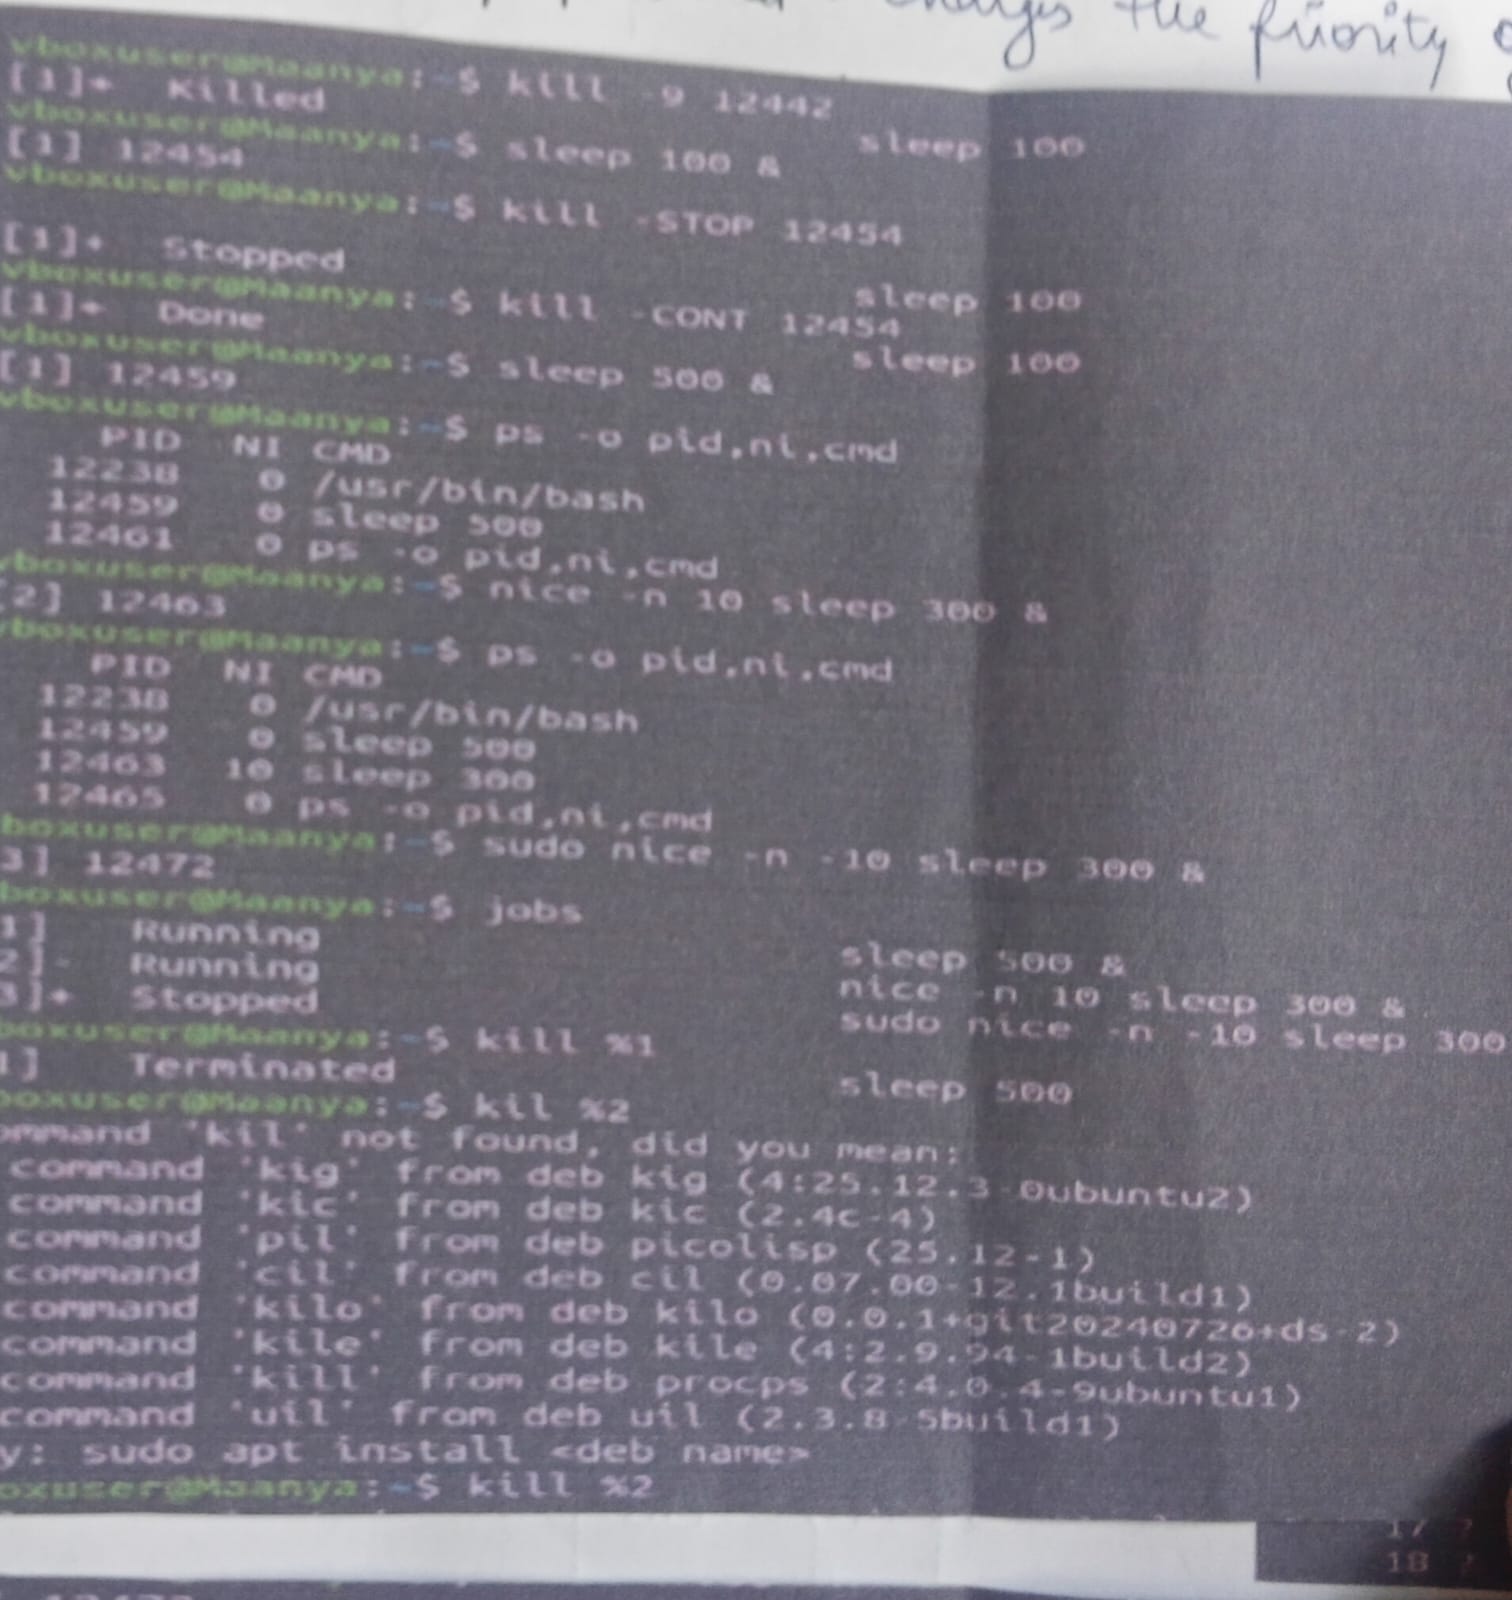 changes the priority
vboxuser@Maanya:~$ kill -9 12442
[1]+ Killed sleep 100
vboxuser@Maanya:~$ sleep 100 &
[1] 12454
vboxuser@Maanya:~$ kill -STOP 12454
[1]+ Stopped sleep 100
vboxuser@Maanya:~$ kill -CONT 12454
[1]+ Done sleep 100
vboxuser@Maanya:~$ sleep 500 &
[1] 12459
vboxuser@Maanya:~$ ps -o pid,ni,cmd
PID NI CMD
12238 0 /usr/bin/bash
12459 0 sleep 500
12461 0 ps -o pid,ni,cmd
vboxuser@Maanya:~$ nice -n 10 sleep 300 &
[2] 12463
vboxuser@Maanya:~$ ps -o pid,ni,cmd
PID NI CMD
12238 0 /usr/bin/bash
12459 0 sleep 500
12463 10 sleep 300
12465 0 ps -o pid,ni,cmd
boxuser@Maanya:~$ sudo nice -n -10 sleep 300 &
3] 12472
boxuser@Maanya:~$ jobs
1] Running sleep 500 &
2]- Running nice -n 10 sleep 300 &
3]+ Stopped sudo nice -n -10 sleep 300
boxuser@Maanya:~$ kill %1
1] Terminated sleep 500
boxuser@Maanya:~$ kil %2
ommand 'kil' not found, did you mean:
command 'kig' from deb kig (4:25.12.3-0ubuntu2)
command 'kic' from deb kic (2.4c-4)
command 'pil' from deb picolisp (25.12-1)
command 'cil' from deb cil (0.07.00-12.1build1)
command 'kilo' from deb kilo (0.0.1+git20240726+ds-2)
command 'kile' from deb kile (4:2.9.94-1build2)
command 'kill' from deb procps (2:4.0.4-9ubuntu1)
command 'uil' from deb uil (2.3.8-5build1)
y: sudo apt install <deb name>
oxuser@Maanya:~$ kill %2
17 ?
18 ?